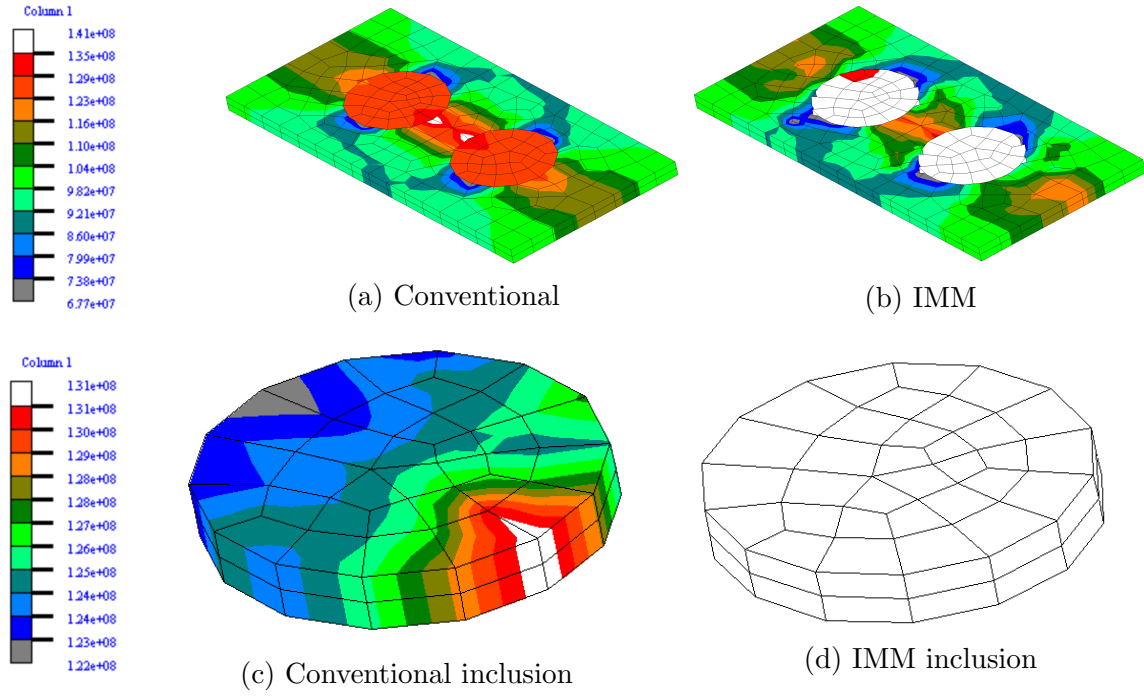 Column 1
1.41e+08
1.35e+08
1.29e+08
1.23e+08
1.16e+08
1.10e+08
1.04e+08
9.82e+07
9.21e+07
8.60e+07
7.99e+07
7.38e+07
6.77e+07
(a) Conventional
(b) IMM
Column 1
1.31e+08
1.31e+08
1.30e+08
1.29e+08
1.28e+08
1.28e+08
1.27e+08
1.26e+08
1.25e+08
1.24e+08
1.24e+08
1.23e+08
1.22e+08
(c) Conventional inclusion
(d) IMM inclusion